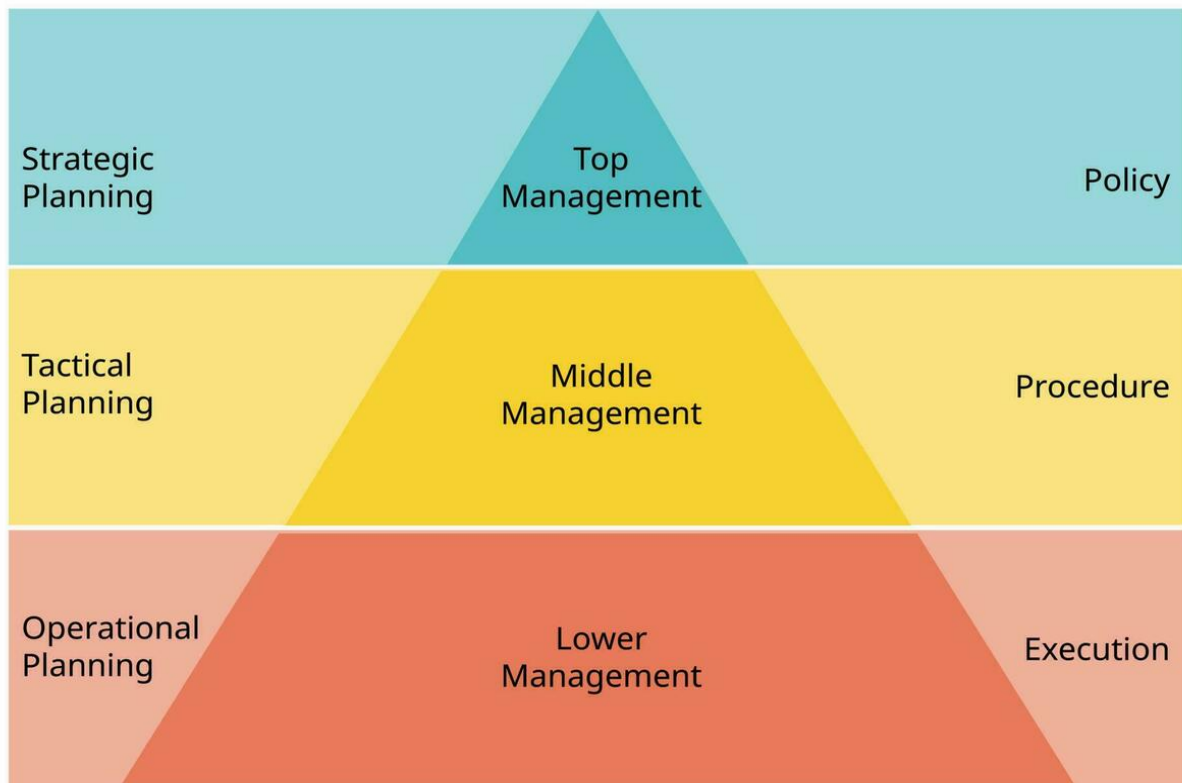 Strategic
Planning
Top
Management
Policy
Tactical
Planning
Middle
Management
Procedure
Operational
Planning
Lower
Management
Execution